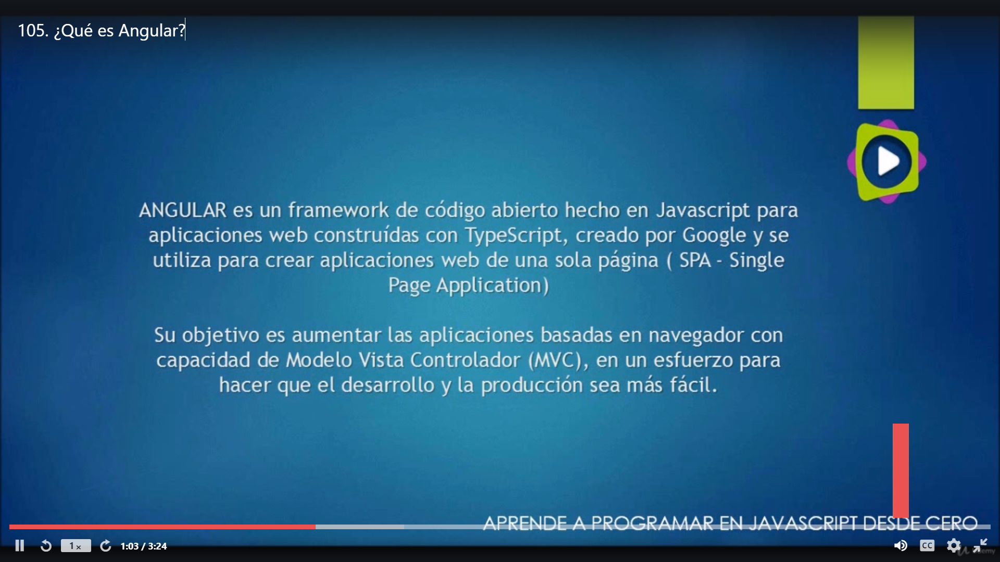 105. ¿Qué es Angular?
ANGULAR es un framework de código abierto hecho en Javascript para
aplicaciones web construídas con TypeScript, creado por Google y se
utiliza para crear aplicaciones web de una sola página ( SPA - Single
Page Application)
Su objetivo es aumentar las aplicaciones basadas en navegador con
capacidad de Modelo Vista Controlador (MVC), en un esfuerzo para
hacer que el desarrollo y la producción sea más fácil.
APRENDE A PROGRAMAR EN JAVASCRIPT DESDE CERO
1x
1:03 / 3:24
CC
Udemy